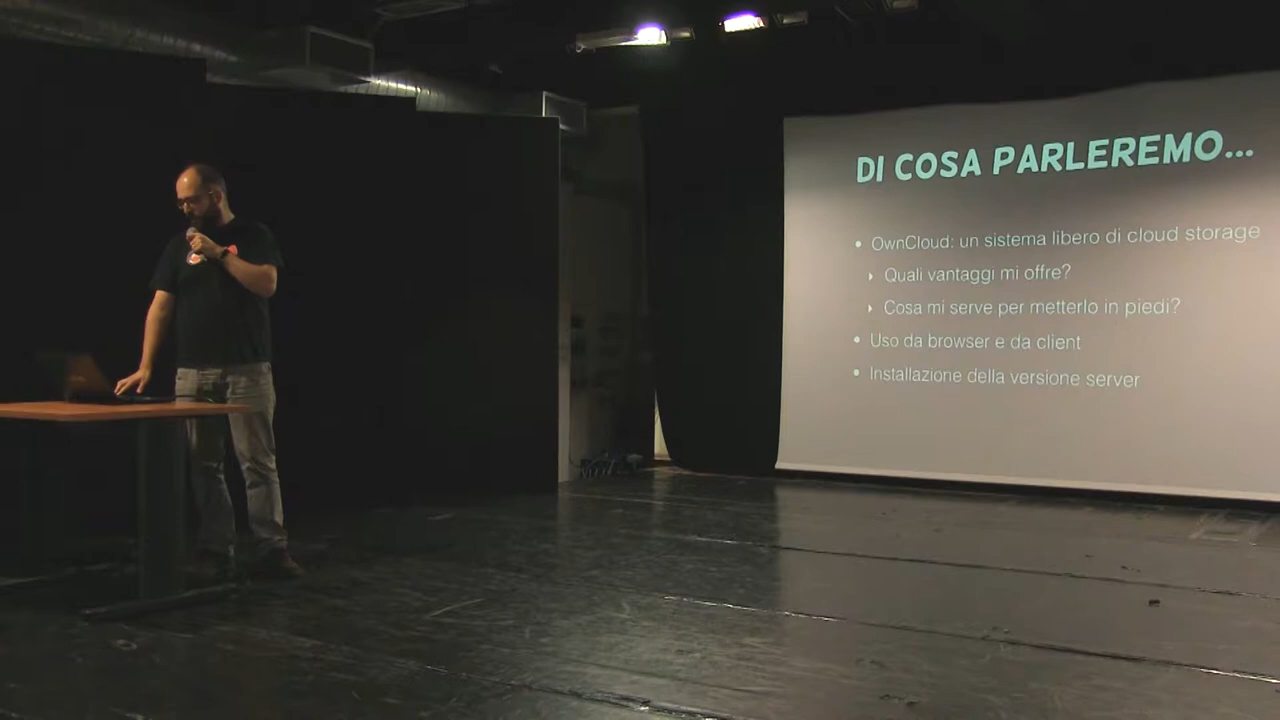 DI COSA PARLEREMO...
• OwnCloud: un sistema libero di cloud storage
‣ Quali vantaggi mi offre?
‣ Cosa mi serve per metterlo in piedi?
• Uso da browser e da client
• Installazione della versione server